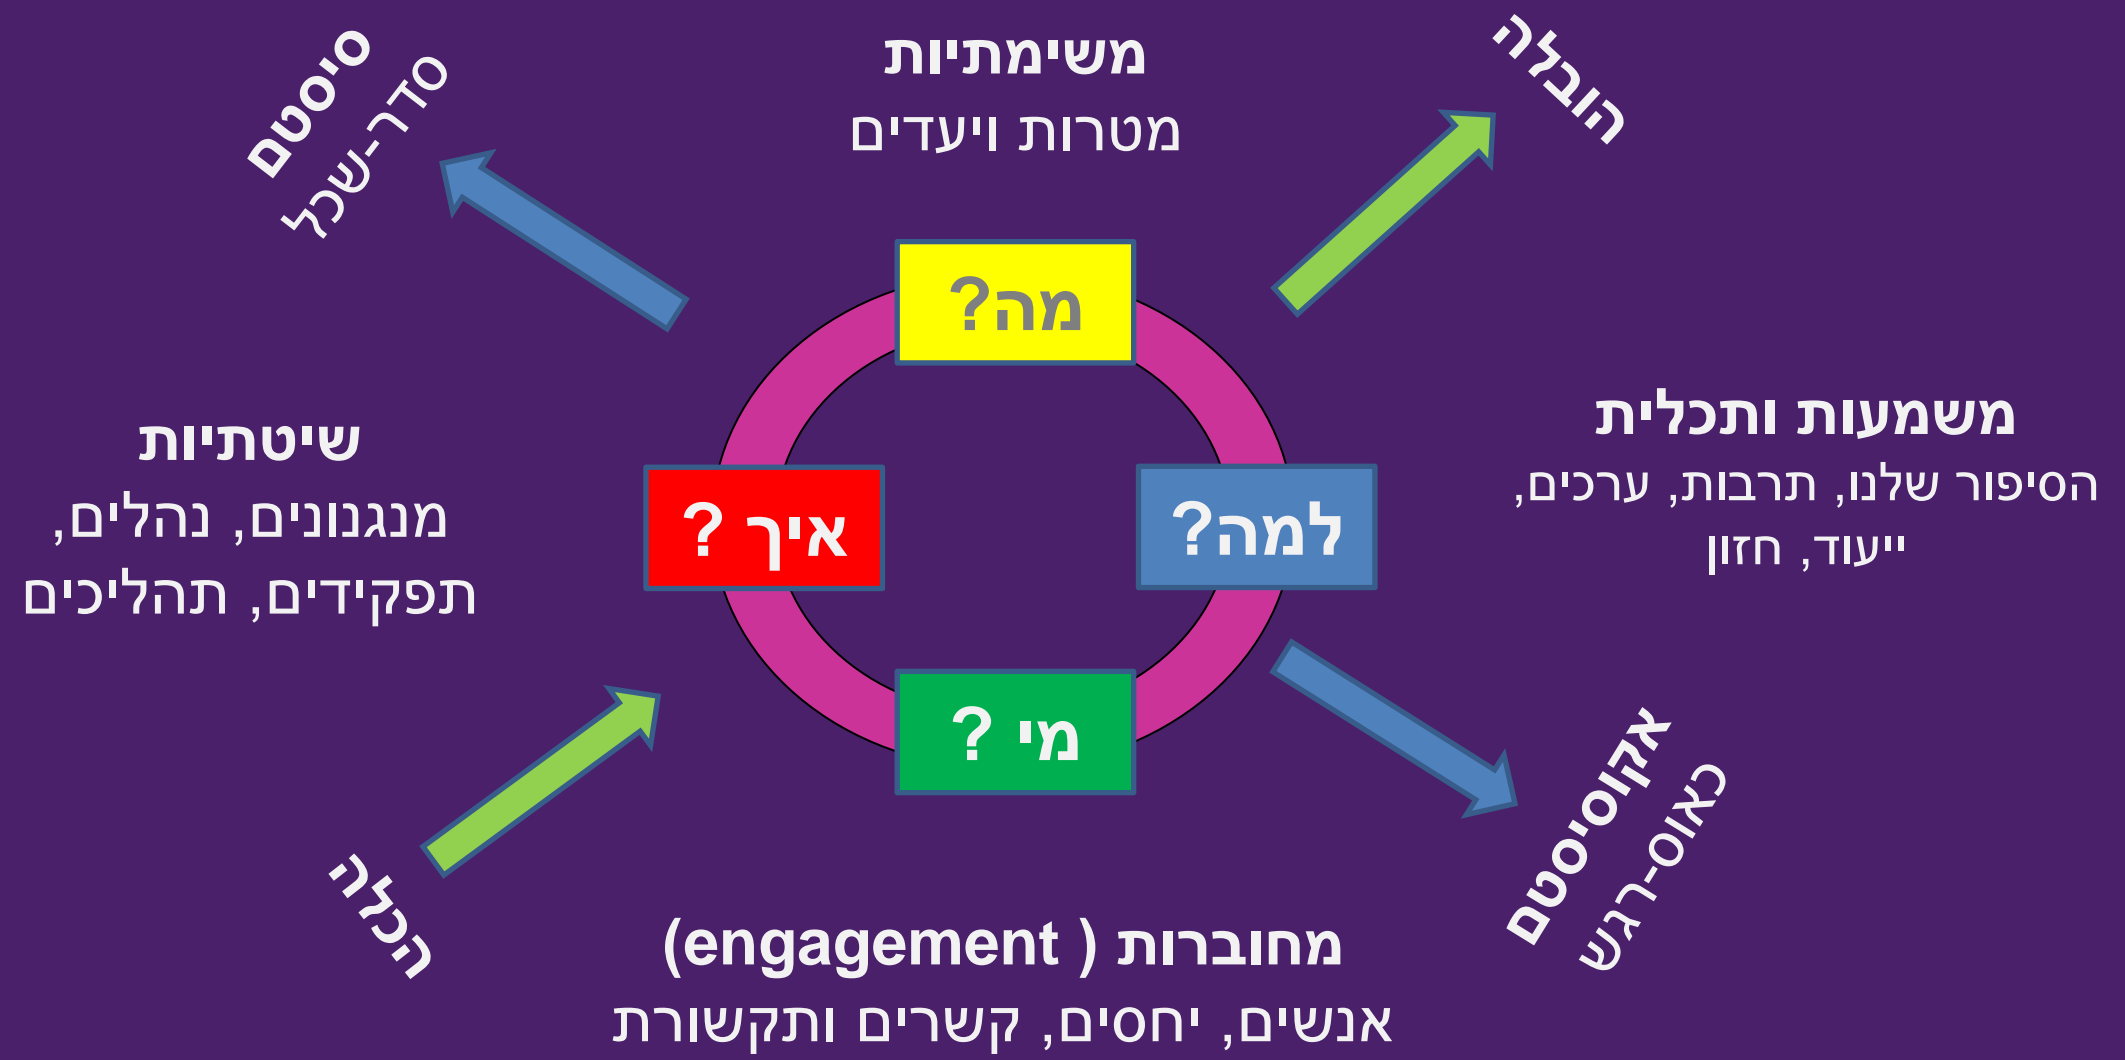 סיסטם
סדר-שכל
משימתיות
מטרות ויעדים
הובלה
מה?
משמעות ותכלית
הסיפור שלנו, תרבות, ערכים,
ייעוד, חזון
שיטתיות
מנגנונים, נהלים,
תפקידים, תהליכים
למה?
איך ?
מי ?
אקוסיסטם
כאוס-רגש
הכלה
מחוברות ( engagement)
אנשים, יחסים, קשרים ותקשורת